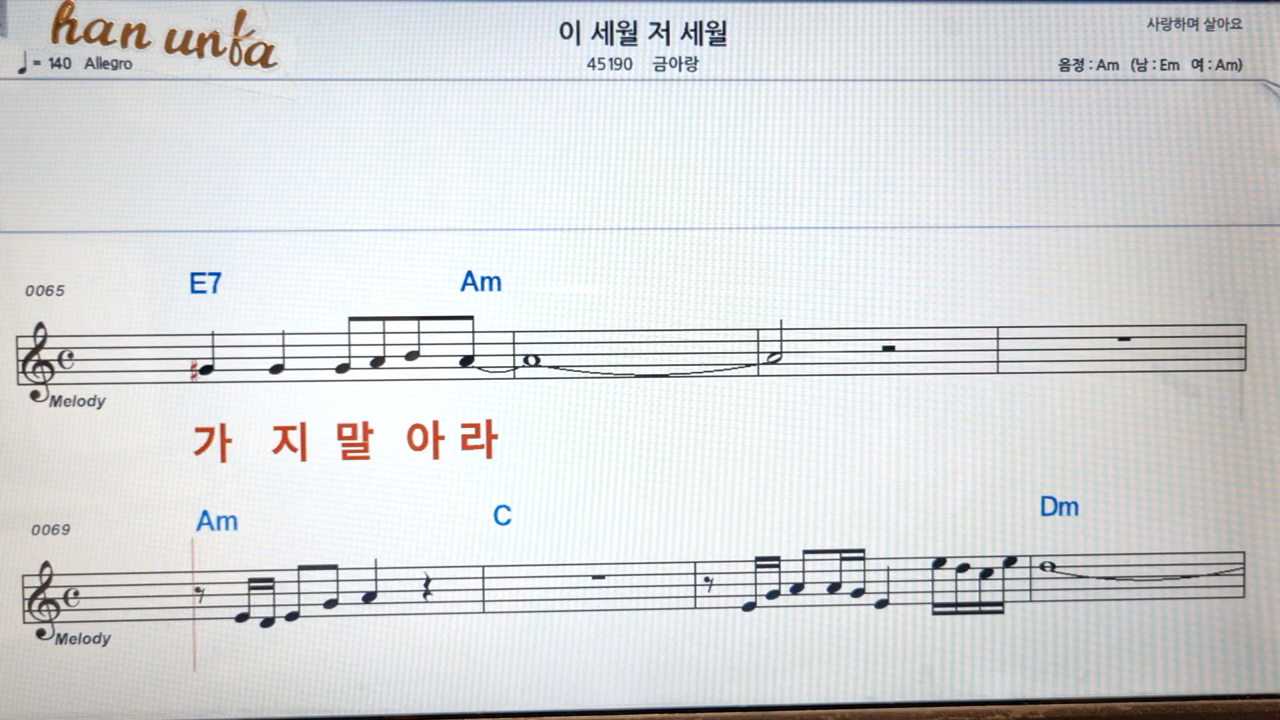 han unfa
이 세월 저 세월
사랑하며 살아요
♩= 140 Allegro
45190 금아랑
음정 : Am (남 : Em 여 : Am)
E7 Am
0065
Melody
가 지 말 아 라
Am C Dm
0069
Melody